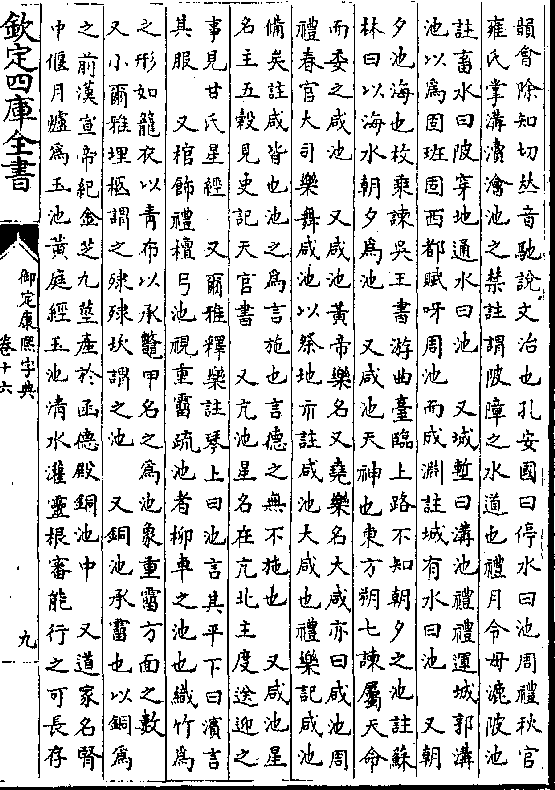 韻會除知切𠀤音馳說文治也孔安國曰停水曰池周禮秋官
雍氏掌溝瀆澮池之禁註謂陂障之水道也禮月令毋漉陂池
註畜水曰陂穿地通水曰池 又城塹曰溝池禮禮運城郭溝
池以為固班固西都賦呀周池而成淵註城有水曰池 又朝
夕池海也枚乗諫吳王書游曲臺臨上路不知朝夕之池註蘇
林曰以海水朝夕為池 又咸池天神也東方朔七諫屬天命
而委之咸池 又咸池黃帝樂名又堯樂名大咸亦曰咸池周
禮春官大司樂舞咸池以祭地示註咸池大咸也禮樂記咸池
備矣註咸皆也池之為言施也言德之無不施也 又咸池星
名主五穀見史記天官書 又亢池星名在亢北主度送迎之
事見甘氏星經 又爾雅釋樂註琴上曰池言其平下曰濱言
其服 又棺飾禮檀弓池視重霤疏池者柳車之池也織竹為
之形如籠衣以青布以承鼈甲名之為池象重霤方面之數
又小爾雅埋柩謂之殔殔坎謂之池 又銅池承霤也以銅為
之前漢宣帝紀金芝九莖產於函德殿銅池中 又道家名腎
中偃月爐為玉池黃庭經玉池清水灌靈根審能行之可長存
欽定四庫全書
御定康熙字典
卷十六
九